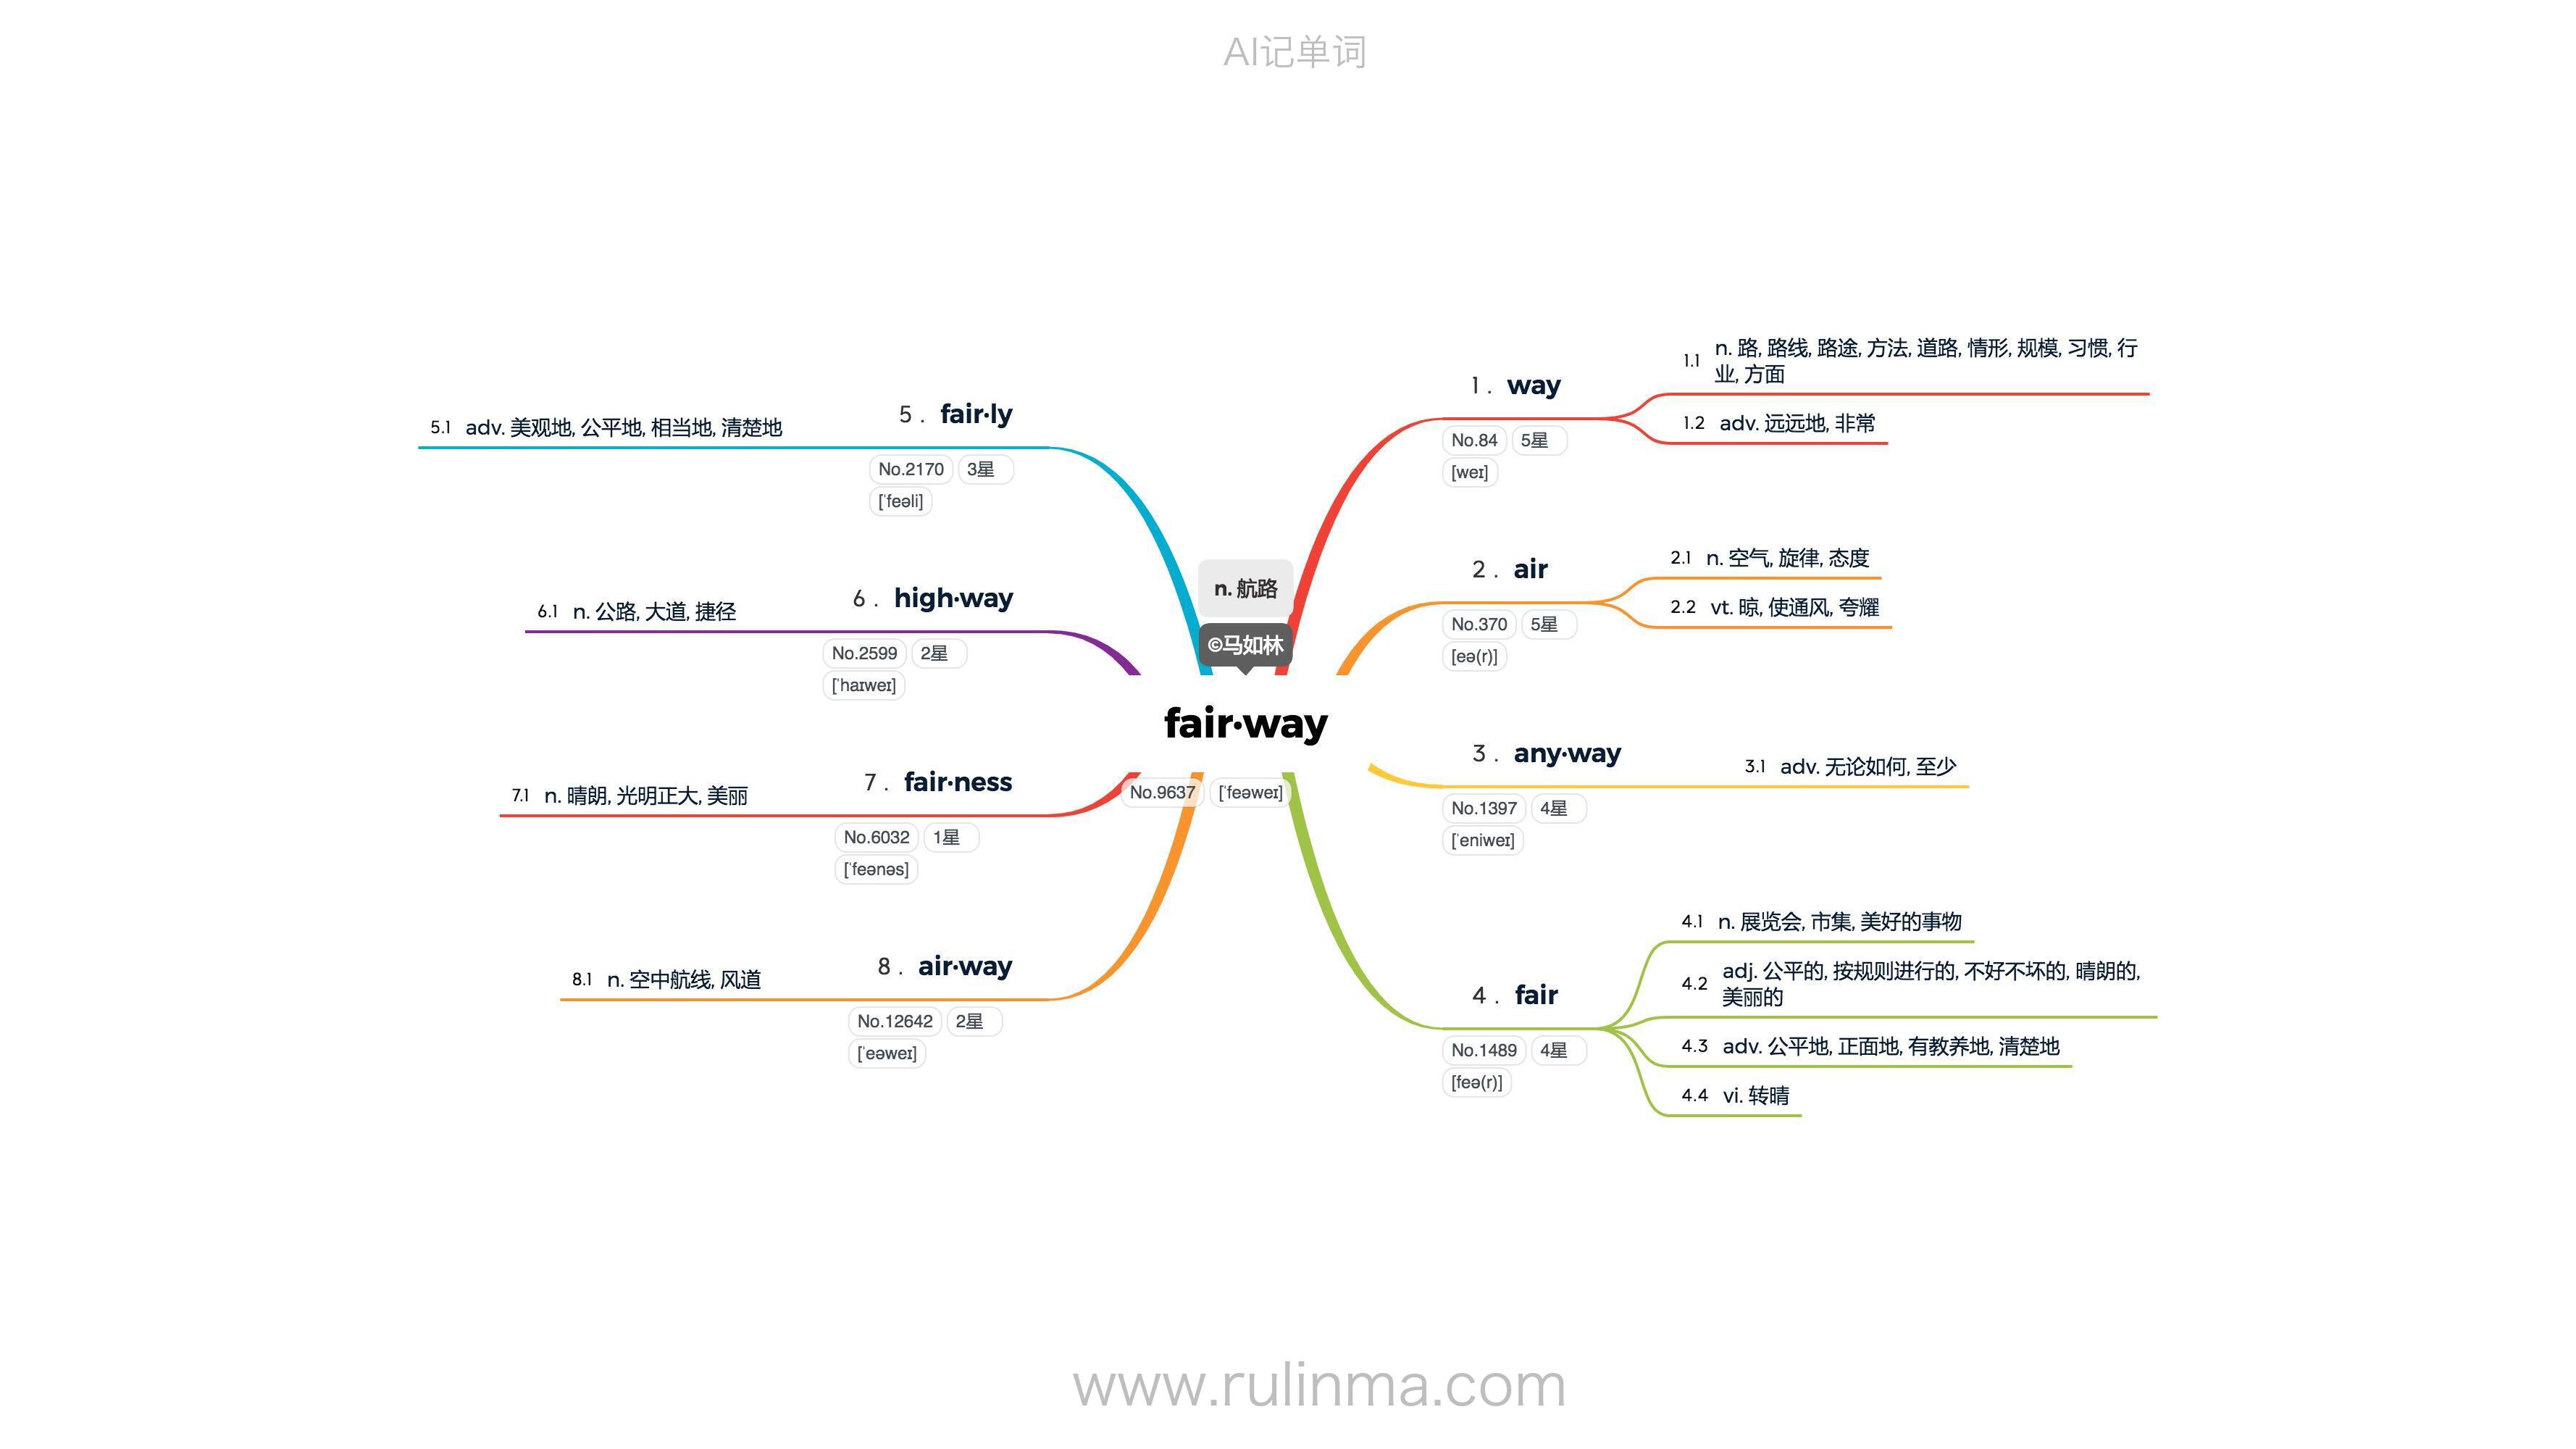 AI记单词
n. 航路
©马如林
fair·way
No.9637 [ˈfeəweɪ]
1 . way
No.84 5星
[weɪ]
1.1 n. 路, 路线, 路途, 方法, 道路, 情形, 规模, 习惯, 行
业, 方面
1.2 adv. 远远地, 非常
2 . air
No.370 5星
[eə(r)]
2.1 n. 空气, 旋律, 态度
2.2 vt. 晾, 使通风, 夸耀
3 . any·way
No.1397 4星
[ˈeniweɪ]
3.1 adv. 无论如何, 至少
4 . fair
No.1489 4星
[feə(r)]
4.1 n. 展览会, 市集, 美好的事物
4.2 adj. 公平的, 按规则进行的, 不好不坏的, 晴朗的,
美丽的
4.3 adv. 公平地, 正面地, 有教养地, 清楚地
4.4 vi. 转晴
5 . fair·ly
No.2170 3星
[ˈfeəli]
5.1 adv. 美观地, 公平地, 相当地, 清楚地
6 . high·way
No.2599 2星
[ˈhaɪweɪ]
6.1 n. 公路, 大道, 捷径
7 . fair·ness
No.6032 1星
[ˈfeənəs]
7.1 n. 晴朗, 光明正大, 美丽
8 . air·way
No.12642 2星
[ˈeəweɪ]
8.1 n. 空中航线, 风道
www.rulinma.com